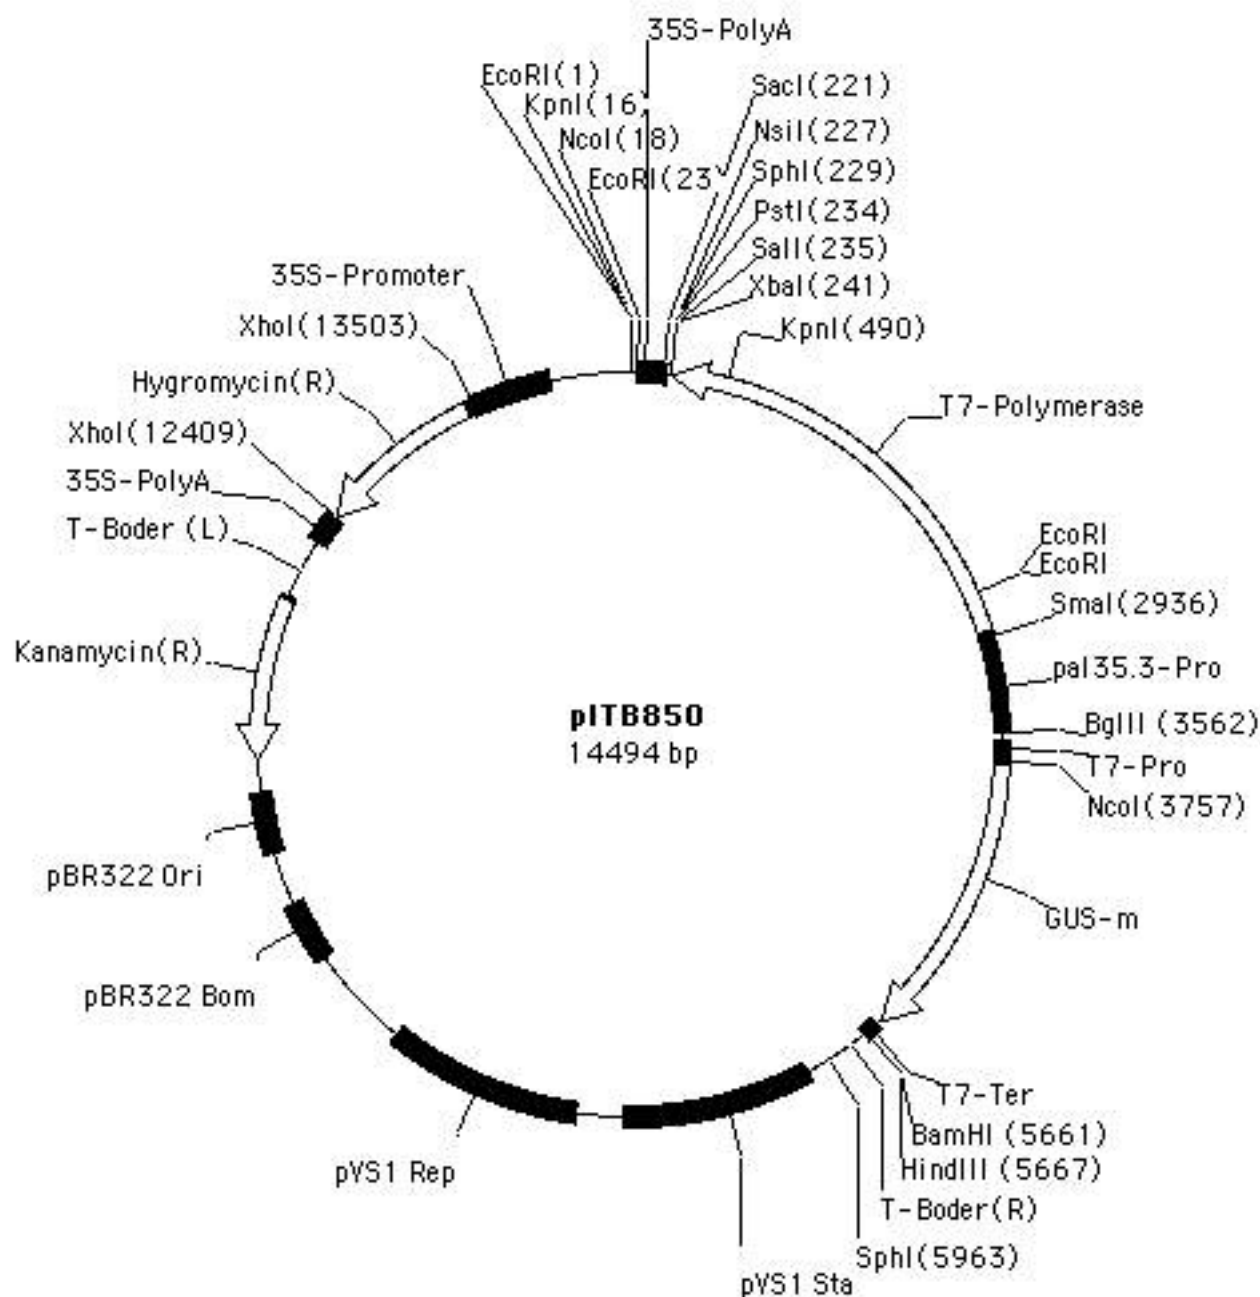 35S-PolyA
EcoRI(1)
KpnI(16)
NcoI(18)
EcoRI(23
SacI(221)
NsiI(227)
SphI(229)
PstI(234)
SalI(235)
XbaI(241)
KpnI(490)
T7-Polymerase
EcoRI
EcoRI
SmaI(2936)
pal35.3-Pro
BglII (3562)
T7-Pro
NcoI(3757)
GUS-m
T7-Ter
BamHI (5661)
HindIII (5667)
T-Boder(R)
SphI(5963)
pVS1 Sta
pVS1 Rep
pBR322 Bom
pBR322 Ori
Kanamycin(R)
T-Boder (L)
35S-PolyA
XhoI(12409)
Hygromycin(R)
XhoI(13503)
35S-Promoter
pITB850
14494 bp